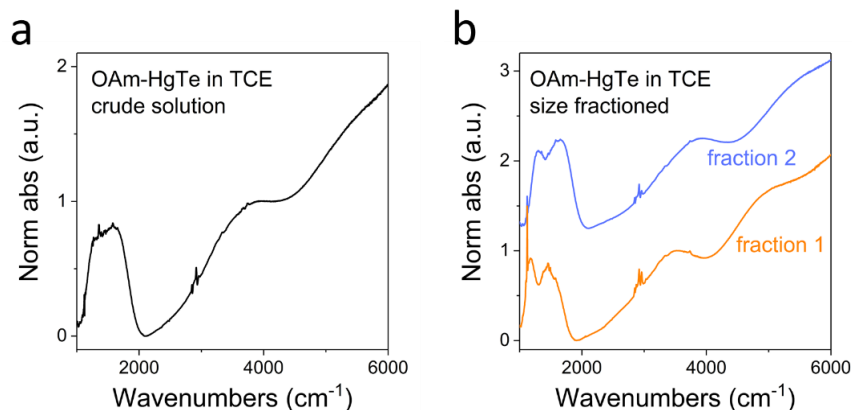 a
OAm-HgTe in TCE
crude solution
Norm abs (a.u.)
2
1
0
2000
4000
6000
Wavenumbers (cm⁻¹)
b
OAm-HgTe in TCE
size fractioned
fraction 2
fraction 1
Norm abs (a.u.)
3
2
1
0
2000
4000
6000
Wavenumbers (cm⁻¹)